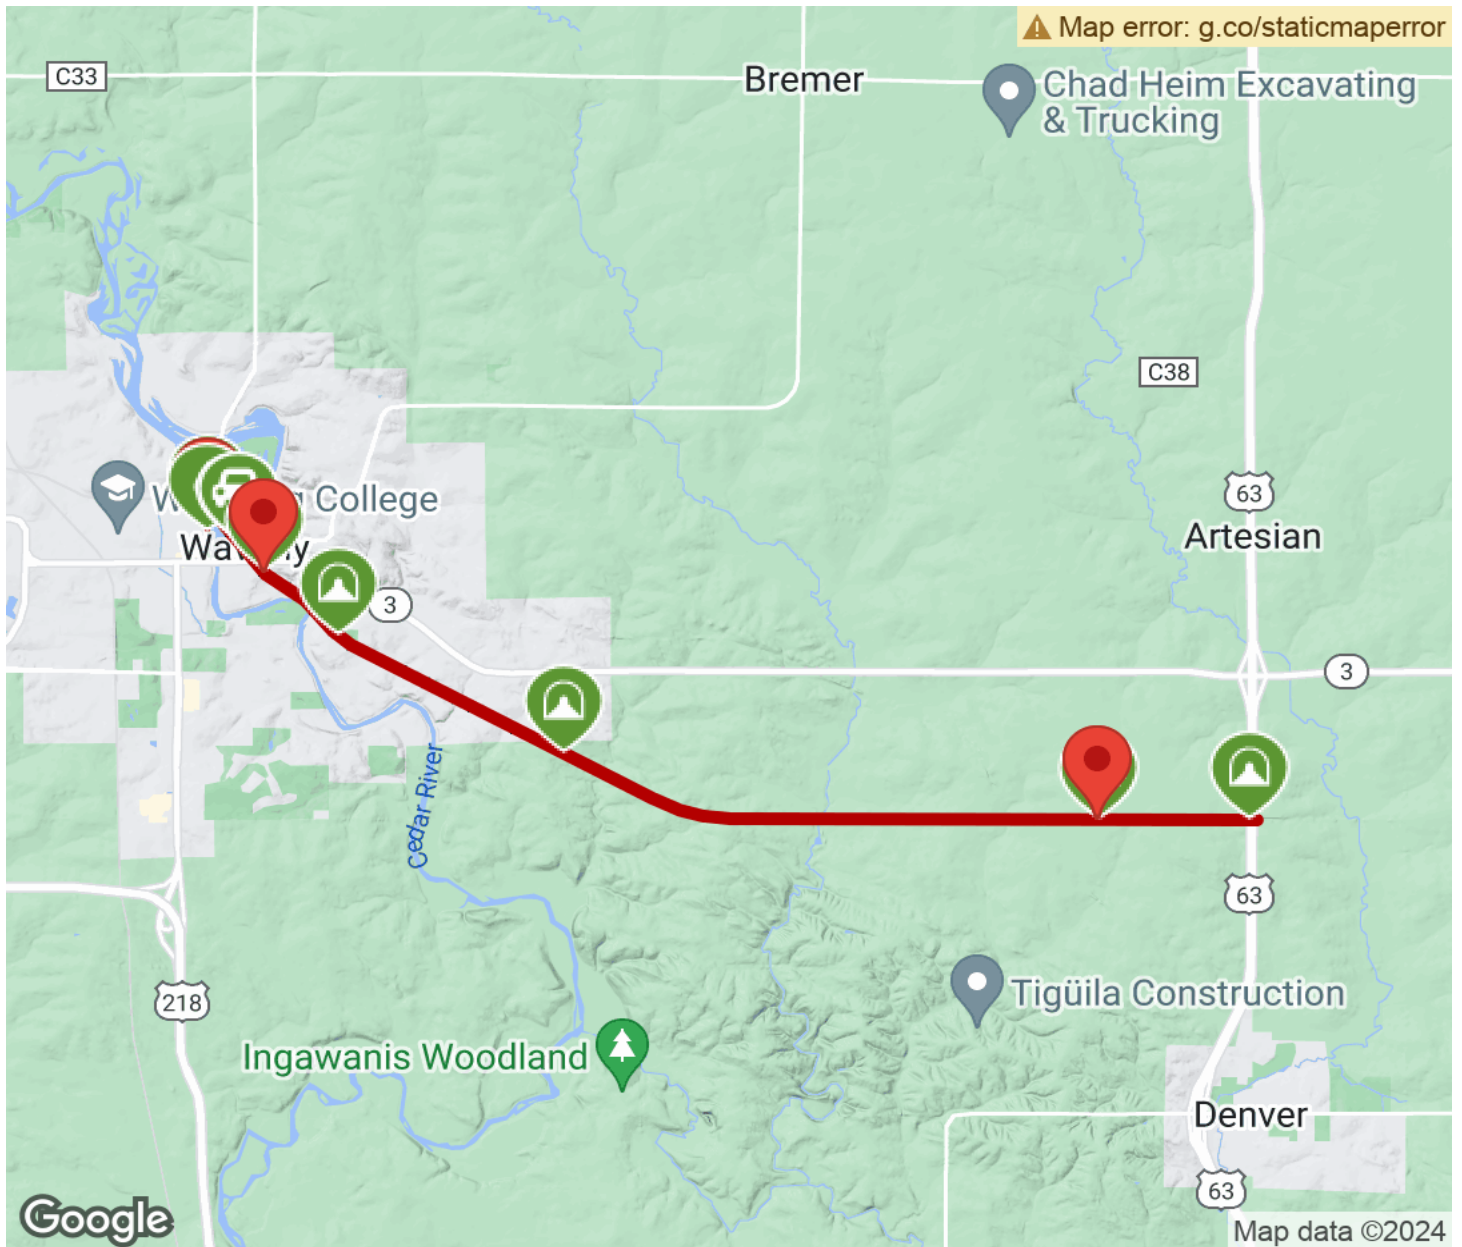 Map error: g.co/staticmaperror
C33
Bremer
Chad Heim Excavating
& Trucking
C38
63
College
Artesian
3
3
Cedar River
63
218
Tigüila Construction
Ingawanis Woodland
Denver
63
Google
Map data ©2024